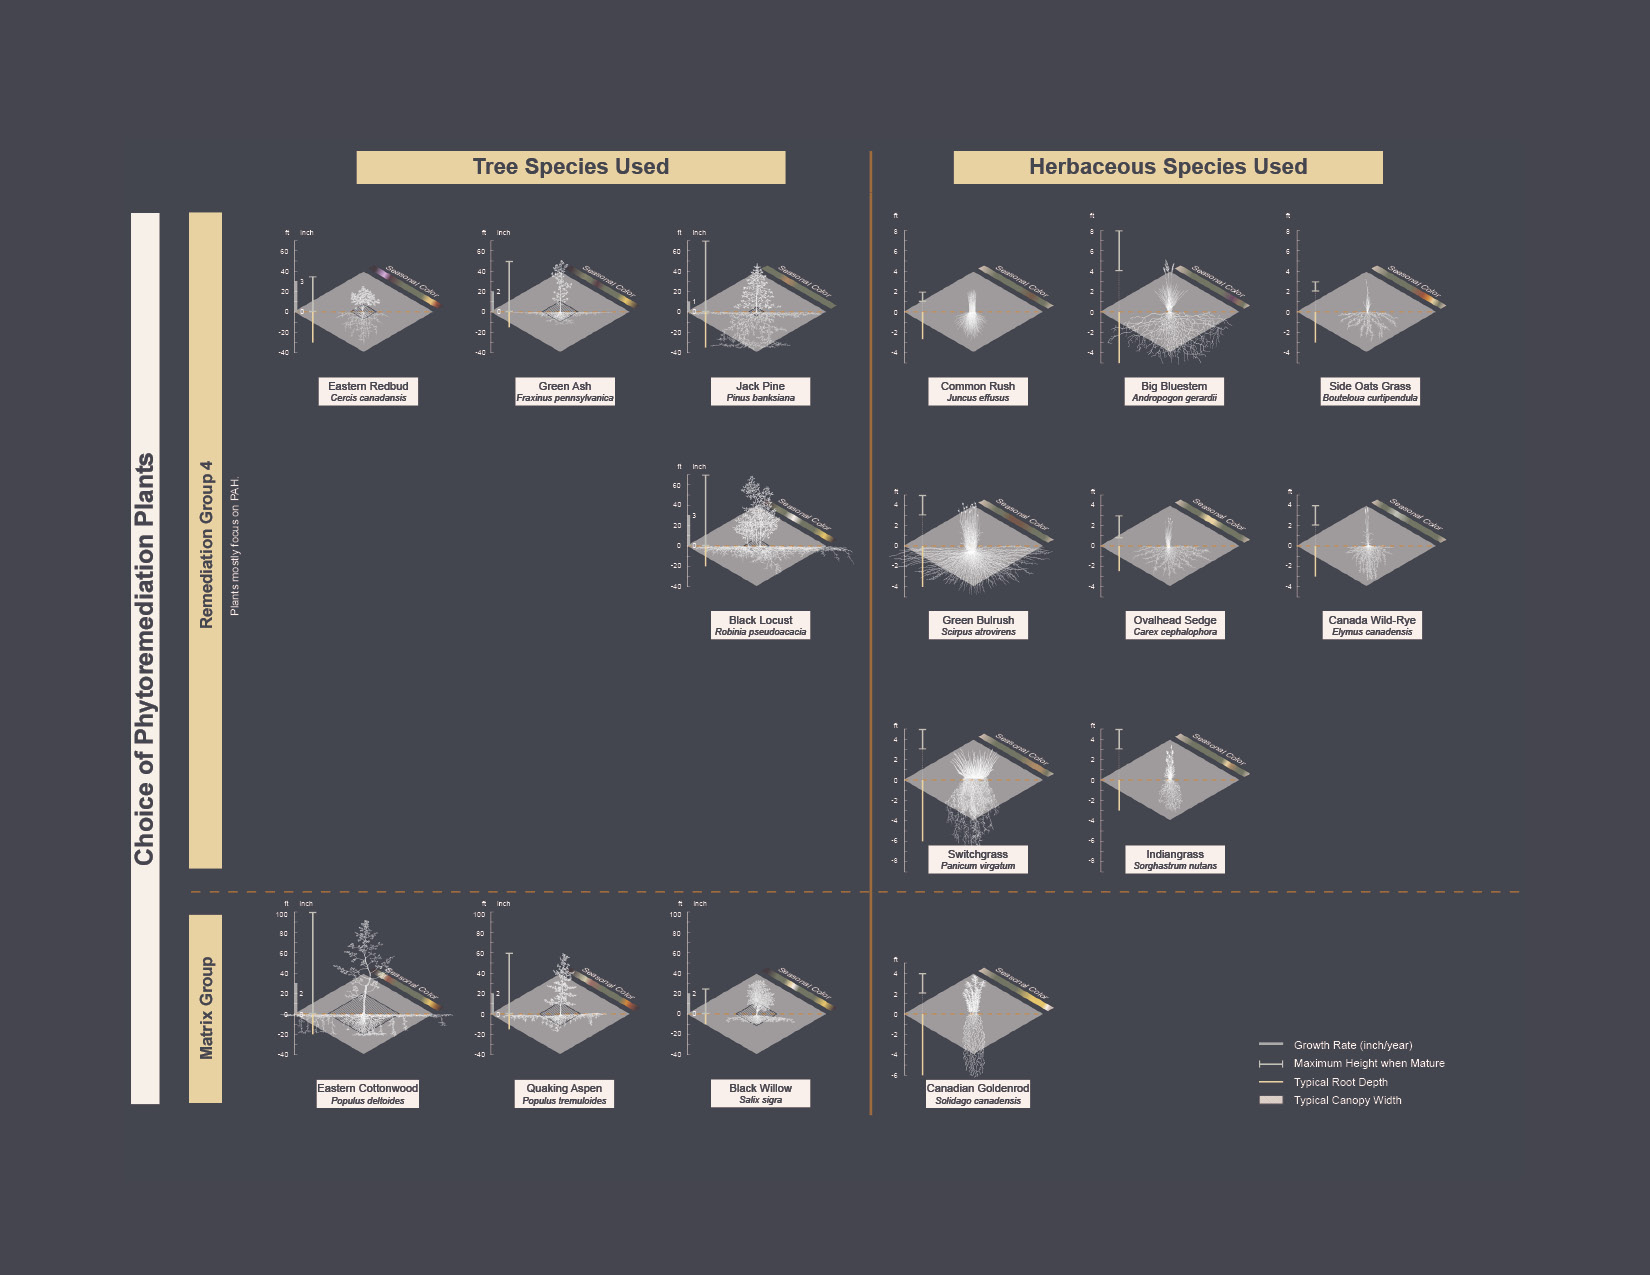 Tree Species Used
Herbaceous Species Used
Choice of Phytoremediation Plants
Remediation Group 4
Plants mostly focus on PAH.
ft inch
60
40
20
0
-20
-40
3
0
Seasonal Color
Eastern Redbud
Cercis canadansis
ft inch
60
40
20
0
-20
-40
2
0
Seasonal Color
Green Ash
Fraxinus pennsylvanica
ft inch
60
40
20
0
-20
-40
1
0
Seasonal Color
Jack Pine
Pinus banksiana
ft
8
6
4
2
0
-2
-4
Seasonal Color
Common Rush
Juncus effusus
ft
8
6
4
2
0
-2
-4
Seasonal Color
Big Bluestem
Andropogon gerardii
ft
8
6
4
2
0
-2
-4
Seasonal Color
Side Oats Grass
Bouteloua curtipendula
ft inch
60
40
20
0
-20
-40
3
0
Seasonal Color
Black Locust
Robinia pseudoacacia
ft
4
2
0
-2
-4
Seasonal Color
Green Bulrush
Scirpus atrovirens
ft
4
2
0
-2
-4
Seasonal Color
Ovalhead Sedge
Carex cephalophora
ft
4
2
0
-2
-4
Seasonal Color
Canada Wild-Rye
Elymus canadensis
ft
4
2
0
-2
-4
-6
-8
Seasonal Color
Switchgrass
Panicum virgatum
ft
4
2
0
-2
-4
-6
-8
Seasonal Color
Indiangrass
Sorghastrum nutans
Matrix Group
ft inch
100
80
60
40
20
0
-20
-40
2
0
Seasonal Color
Eastern Cottonwood
Populus deltoides
ft inch
100
80
60
40
20
0
-20
-40
2
0
Seasonal Color
Quaking Aspen
Populus tremuloides
ft inch
100
80
60
40
20
0
-20
-40
2
0
Seasonal Color
Black Willow
Salix sigra
ft
4
2
0
-2
-4
-6
Seasonal Color
Canadian Goldenrod
Solidago canadensis
Growth Rate (inch/year)
Maximum Height when Mature
Typical Root Depth
Typical Canopy Width